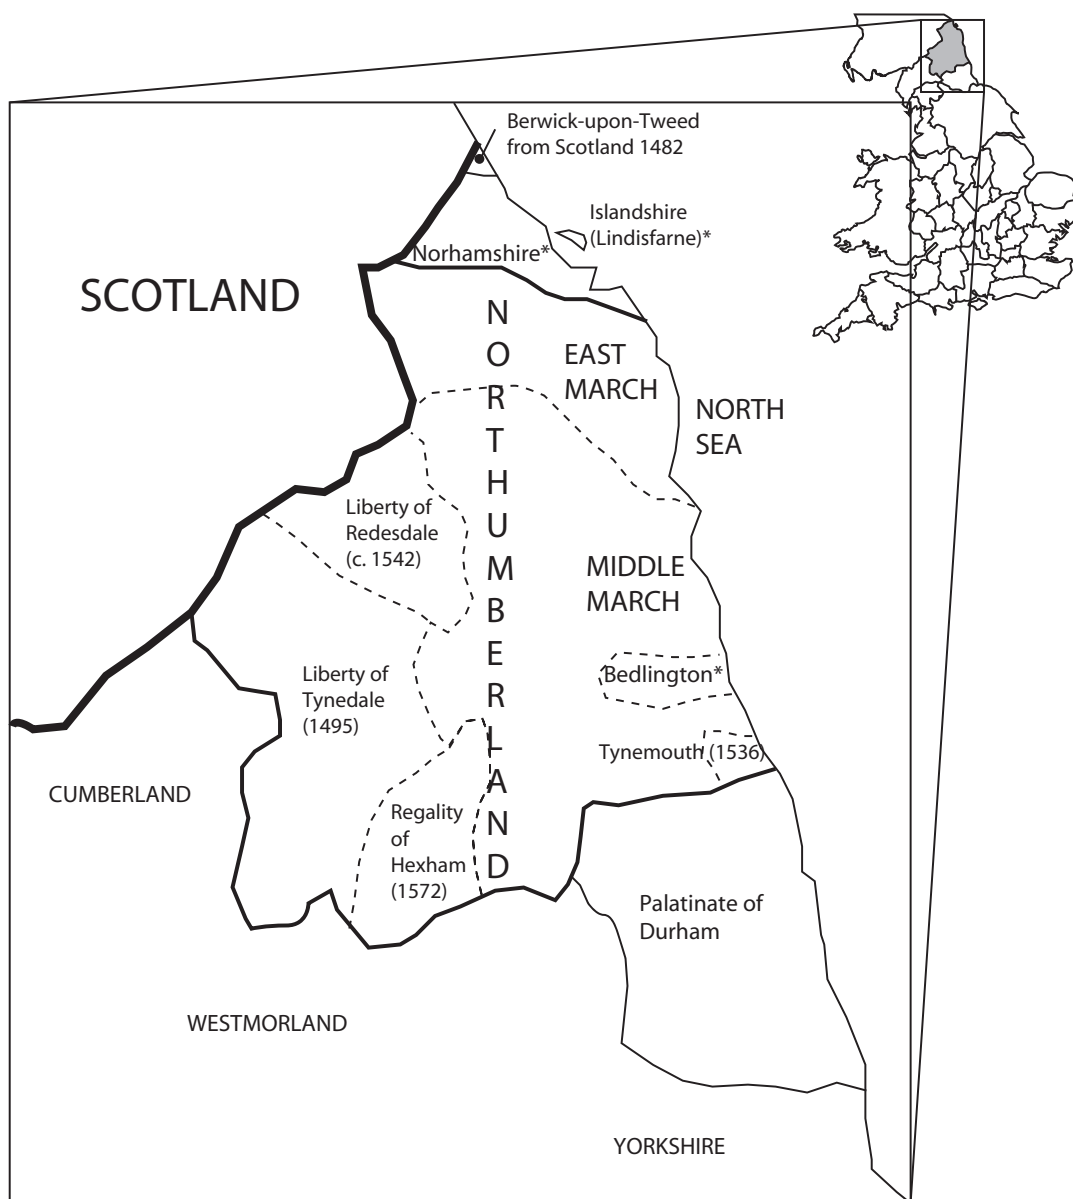 Berwick-upon-Tweed
from Scotland 1482
Islandshire
(Lindisfarne)*
Norhamshire*
SCOTLAND
NORTHUMBERLAND
EAST
MARCH
NORTH
SEA
Liberty of
Redesdale
(c. 1542)
MIDDLE
MARCH
Liberty of
Tynedale
(1495)
Bedlington*
Tynemouth (1536)
CUMBERLAND
Regality
of
Hexham
(1572)
Palatinate of
Durham
WESTMORLAND
YORKSHIRE